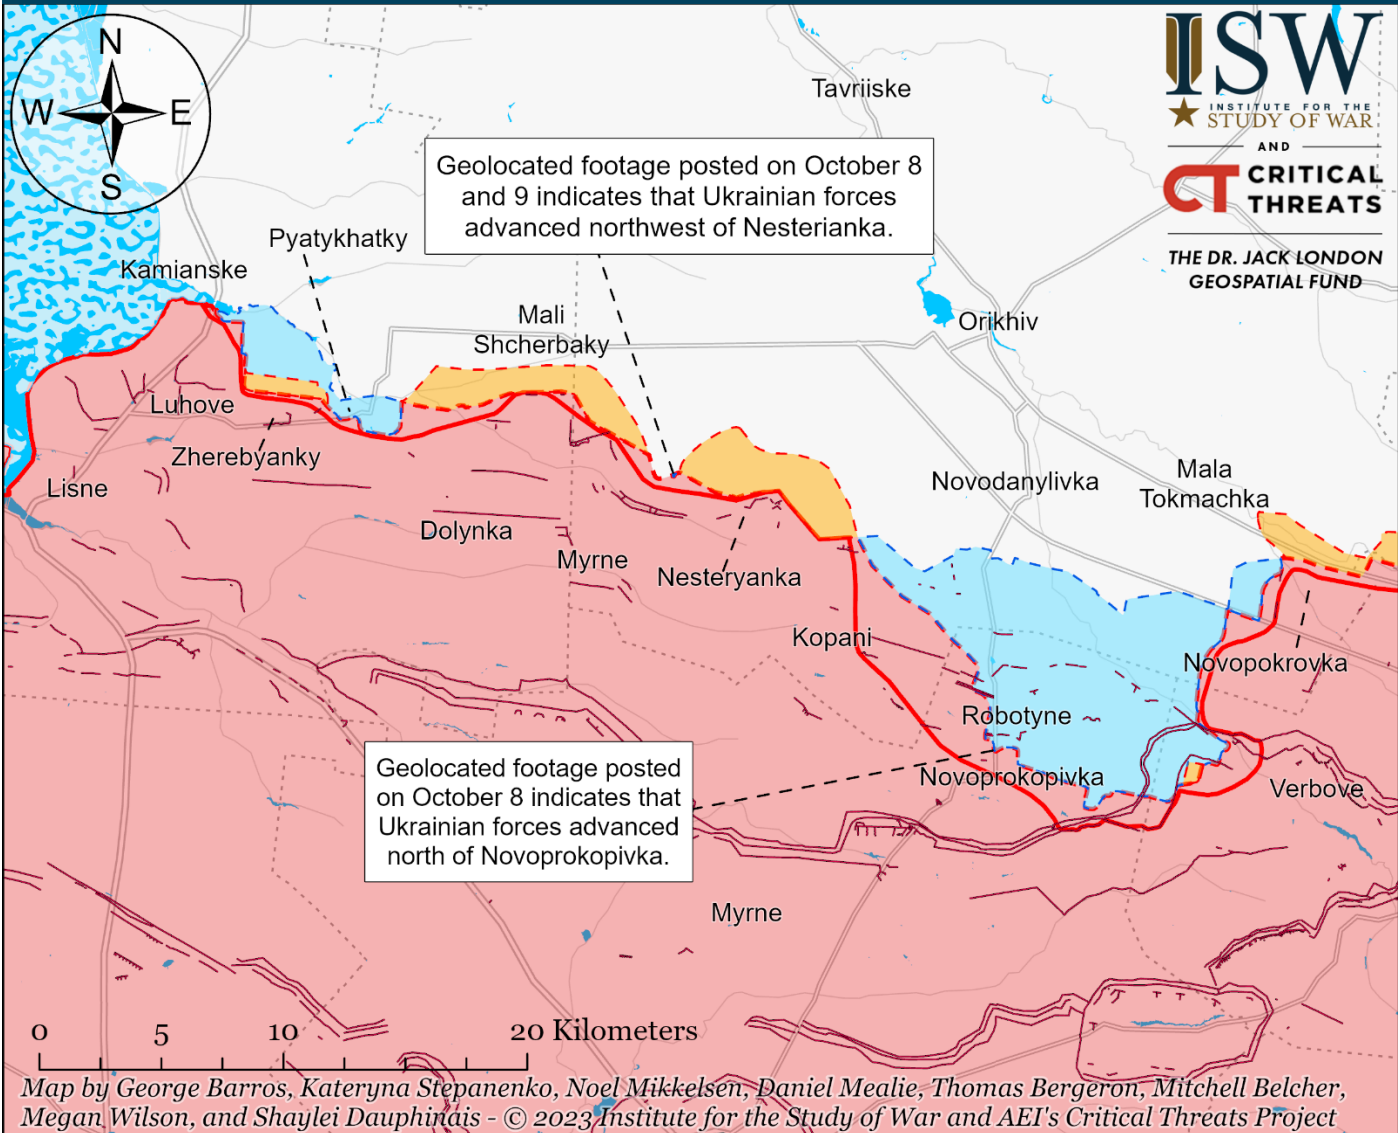 N
W
E
S
ISW
INSTITUTE FOR THE
STUDY OF WAR
AND
CT CRITICAL
THREATS
THE DR. JACK LONDON
GEOSPATIAL FUND
Tavriiske
Geolocated footage posted on October 8
and 9 indicates that Ukrainian forces
advanced northwest of Nesterianka.
Pyatykhatky
Kamianske
Mali
Shcherbaky
Orikhiv
Luhove
Zherebyanky
Lisne
Dolynka
Myrne
Nesteryanka
Novodanylivka
Mala
Tokmachka
Kopani
Novopokrovka
Robotyne
Novoprokopivka
Verbove
Geolocated footage posted
on October 8 indicates that
Ukrainian forces advanced
north of Novoprokopivka.
Myrne
0 5 10 20 Kilometers
Map by George Barros, Kateryna Stepanenko, Noel Mikkelsen, Daniel Mealie, Thomas Bergeron, Mitchell Belcher,
Megan Wilson, and Shaylei Dauphinais - © 2023 Institute for the Study of War and AEI's Critical Threats Project